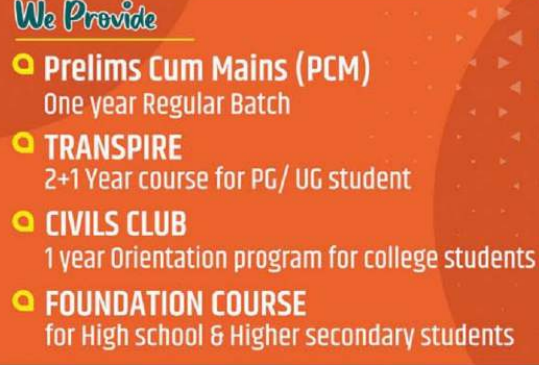 We Provide
Prelims Cum Mains (PCM)
One year Regular Batch
TRANSPIRE
2+1 Year course for PG/ UG student
CIVILS CLUB
1 year Orientation program for college students
FOUNDATION COURSE
for High school & Higher secondary students